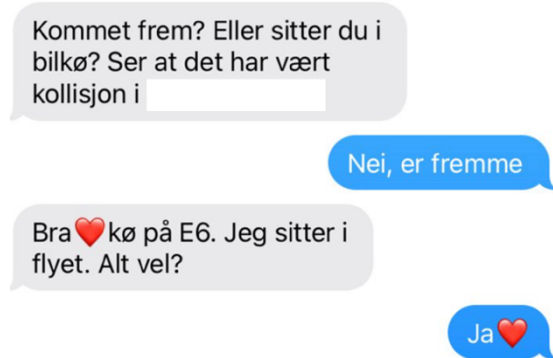 Kommet frem? Eller sitter du i
bilkø? Ser at det har vært
kollisjon i
Nei, er fremme
Bra❤️kø på E6. Jeg sitter i
flyet. Alt vel?
Ja❤️